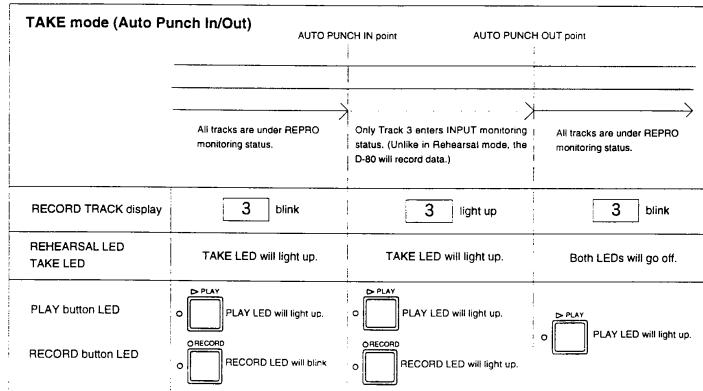 TAKE mode (Auto Punch In/Out)
AUTO PUNCH IN point AUTO PUNCH OUT point
All tracks are under REPRO
monitoring status.
Only Track 3 enters INPUT monitoring
status. (Unlike in Rehearsal mode, the
D-80 will record data.)
All tracks are under REPRO
monitoring status.
RECORD TRACK display 3 blink 3 light up 3 blink
REHEARSAL LED
TAKE LED
TAKE LED will light up. TAKE LED will light up. Both LEDs will go off.
PLAY button LED
▷ PLAY
PLAY LED will light up.
▷ PLAY
PLAY LED will light up.
▷ PLAY
PLAY LED will light up.
RECORD button LED
O RECORD
RECORD LED will blink
O RECORD
RECORD LED will light up.